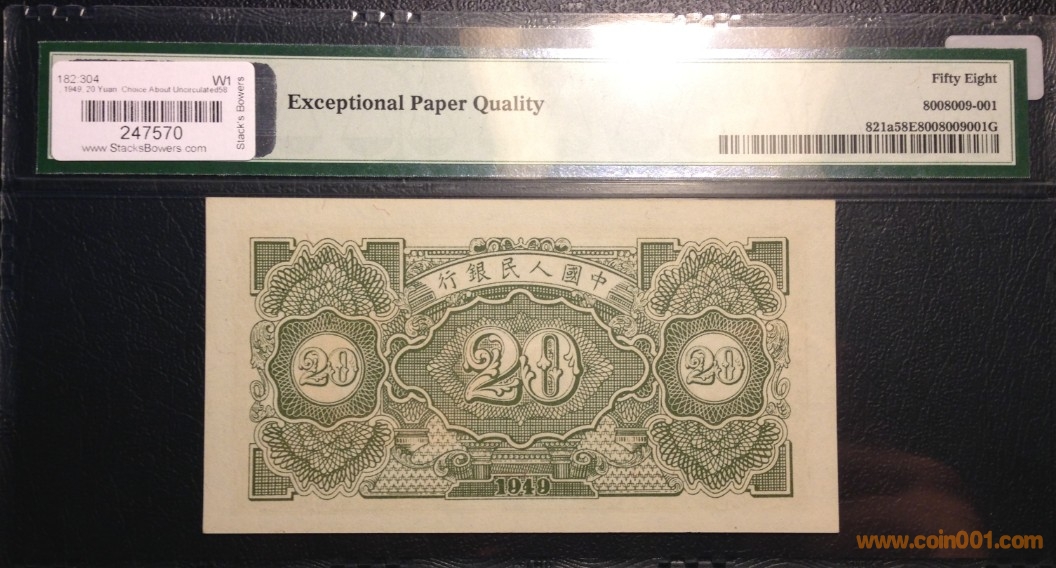 182 304 W1
1949, 20 Yuan Choice About Uncirculated58
247570
www.StacksBowers.com
Stack's Bowers
Exceptional Paper Quality
Fifty Eight
8008009-001
821a58E8008009001G
行銀民人國中
20 20 20
1949
www.coin001.com